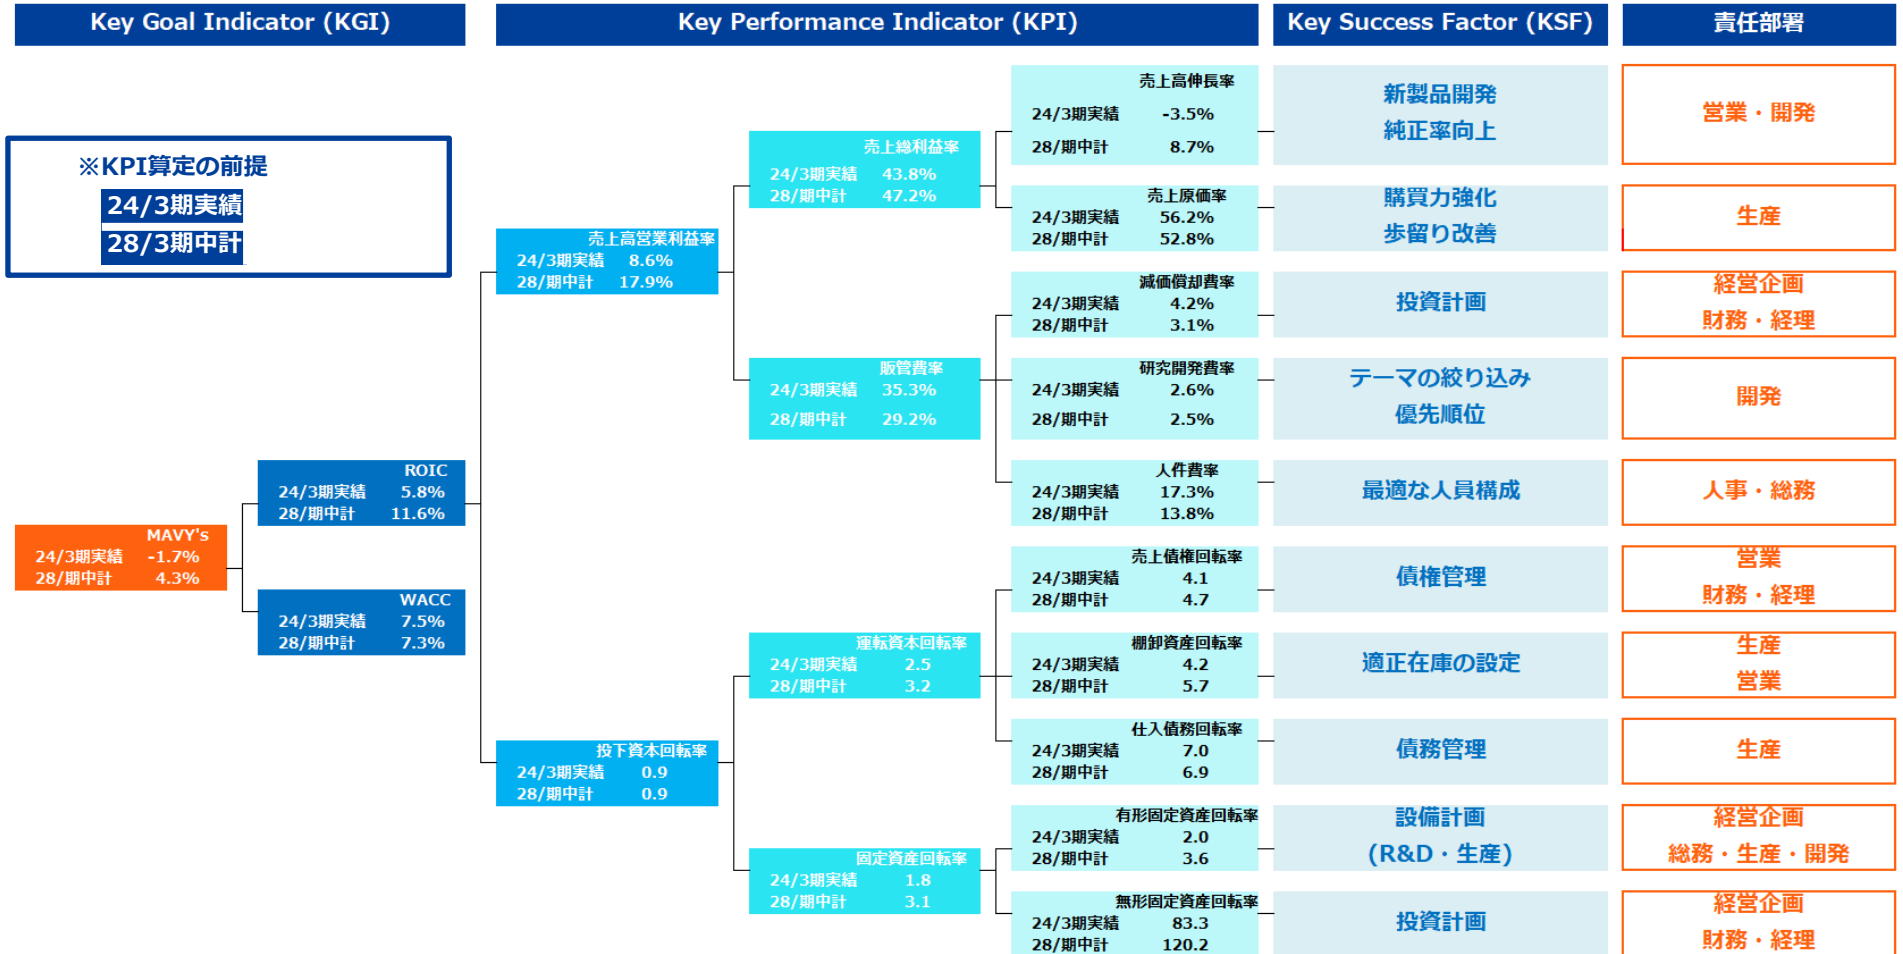 Key Goal Indicator (KGI)
Key Performance Indicator (KPI)
Key Success Factor (KSF)
責任部署
※KPI算定の前提
24/3期実績
28/3期中計
MAVY's
24/3期実績 -1.7%
28/期中計 4.3%
ROIC
24/3期実績 5.8%
28/期中計 11.6%
WACC
24/3期実績 7.5%
28/期中計 7.3%
売上高営業利益率
24/3期実績 8.6%
28/期中計 17.9%
投下資本回転率
24/3期実績 0.9
28/期中計 0.9
売上総利益率
24/3期実績 43.8%
28/期中計 47.2%
販管費率
24/3期実績 35.3%
28/期中計 29.2%
運転資本回転率
24/3期実績 2.5
28/期中計 3.2
固定資産回転率
24/3期実績 1.8
28/期中計 3.1
売上高伸長率
24/3期実績 -3.5%
28/期中計 8.7%
新製品開発
純正率向上
営業・開発
売上原価率
24/3期実績 56.2%
28/期中計 52.8%
購買力強化
歩留り改善
生産
減価償却費率
24/3期実績 4.2%
28/期中計 3.1%
投資計画
経営企画
財務・経理
研究開発費率
24/3期実績 2.6%
28/期中計 2.5%
テーマの絞り込み
優先順位
開発
人件費率
24/3期実績 17.3%
28/期中計 13.8%
最適な人員構成
人事・総務
売上債権回転率
24/3期実績 4.1
28/期中計 4.7
債権管理
営業
財務・経理
棚卸資産回転率
24/3期実績 4.2
28/期中計 5.7
適正在庫の設定
生産
営業
仕入債務回転率
24/3期実績 7.0
28/期中計 6.9
債務管理
生産
有形固定資産回転率
24/3期実績 2.0
28/期中計 3.6
設備計画
(R&D・生産)
経営企画
総務・生産・開発
無形固定資産回転率
24/3期実績 83.3
28/期中計 120.2
投資計画
経営企画
財務・経理